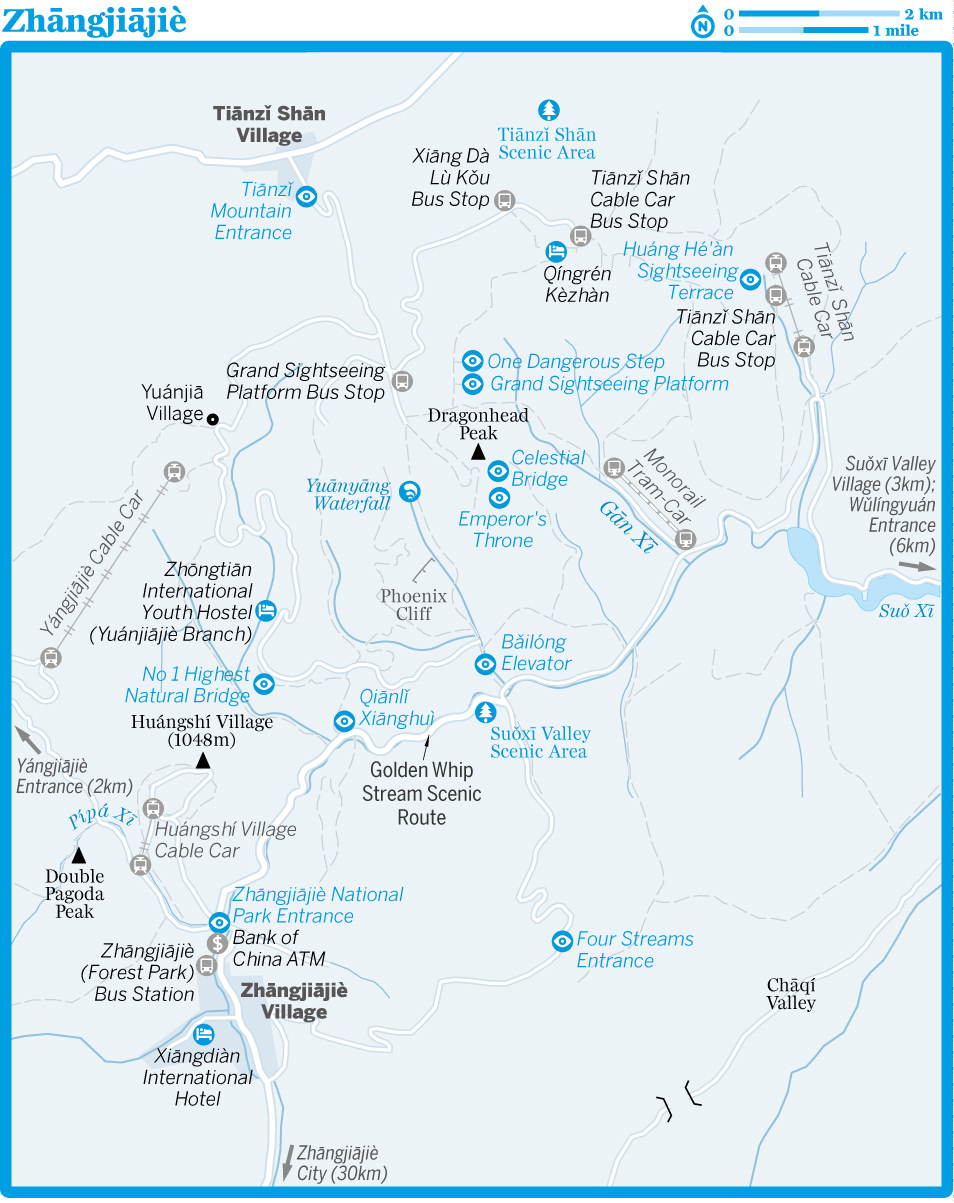 Zhāngjiājiè
N
0
2 km
0
1 mile
Tiānzǐ Shān
Village
Tiānzǐ Shān
Scenic Area
Xiāng Dà
Lù Kǒu
Bus Stop
Tiānzǐ Shān
Cable Car
Bus Stop
Tiānzǐ
Mountain
Entrance
Qíngrén
Kèzhàn
Huáng Hé'àn
Sightseeing
Terrace
Tiānzǐ Shān
Cable Car
Tiānzǐ Shān
Cable Car
Bus Stop
One Dangerous Step
Grand Sightseeing Platform
Grand Sightseeing
Platform Bus Stop
Yuánjiā
Village
Dragonhead
Peak
Celestial
Bridge
Emperor's
Throne
Monorail
Tram-Car
Gān Xī
Suǒxī Valley
Village (3km);
Wǔlíngyuán
Entrance
(6km)
Suǒ Xī
Yuānyāng
Waterfall
Yángjiājiè Cable Car
Zhōngtiān
International
Youth Hostel
(Yuánjiājiè Branch)
Phoenix
Cliff
Bǎilóng
Elevator
No 1 Highest
Natural Bridge
Qiānlǐ
Xiānghuì
Huángshí Village
(1048m)
Suǒxī Valley
Scenic Area
Yángjiājiè
Entrance (2km)
Golden Whip
Stream Scenic
Route
Pípá Xī
Huángshí Village
Cable Car
Double
Pagoda
Peak
Zhāngjiājiè National
Park Entrance
$
Bank of
China ATM
Zhāngjiājiè
(Forest Park)
Bus Station
Four Streams
Entrance
Zhāngjiājiè
Village
Chāqí
Valley
Xiāngdiàn
International
Hotel
Zhāngjiājiè
City (30km)